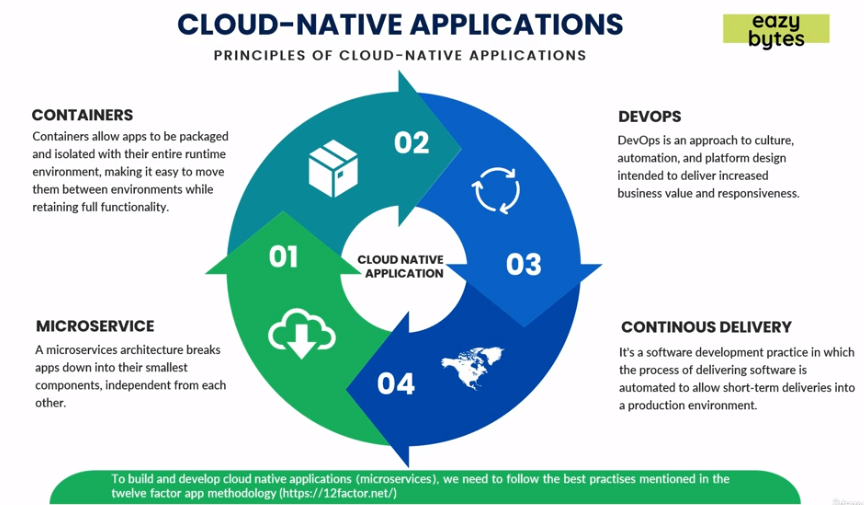 CLOUD-NATIVE APPLICATIONS
PRINCIPLES OF CLOUD-NATIVE APPLICATIONS
eazy
bytes
CONTAINERS
Containers allow apps to be packaged
and isolated with their entire runtime
environment, making it easy to move
them between environments while
retaining full functionality.
02
DEVOPS
DevOps is an approach to culture,
automation, and platform design
intended to deliver increased
business value and responsiveness.
01
CLOUD NATIVE
APPLICATION
03
MICROSERVICE
A microservices architecture breaks
apps down into their smallest
components, independent from each
other.
04
CONTINOUS DELIVERY
It's a software development practice in which
the process of delivering software is
automated to allow short-term deliveries into
a production environment.
To build and develop cloud native applications (microservices), we need to follow the best practises mentioned in the
twelve factor app methodology (https://12factor.net/)